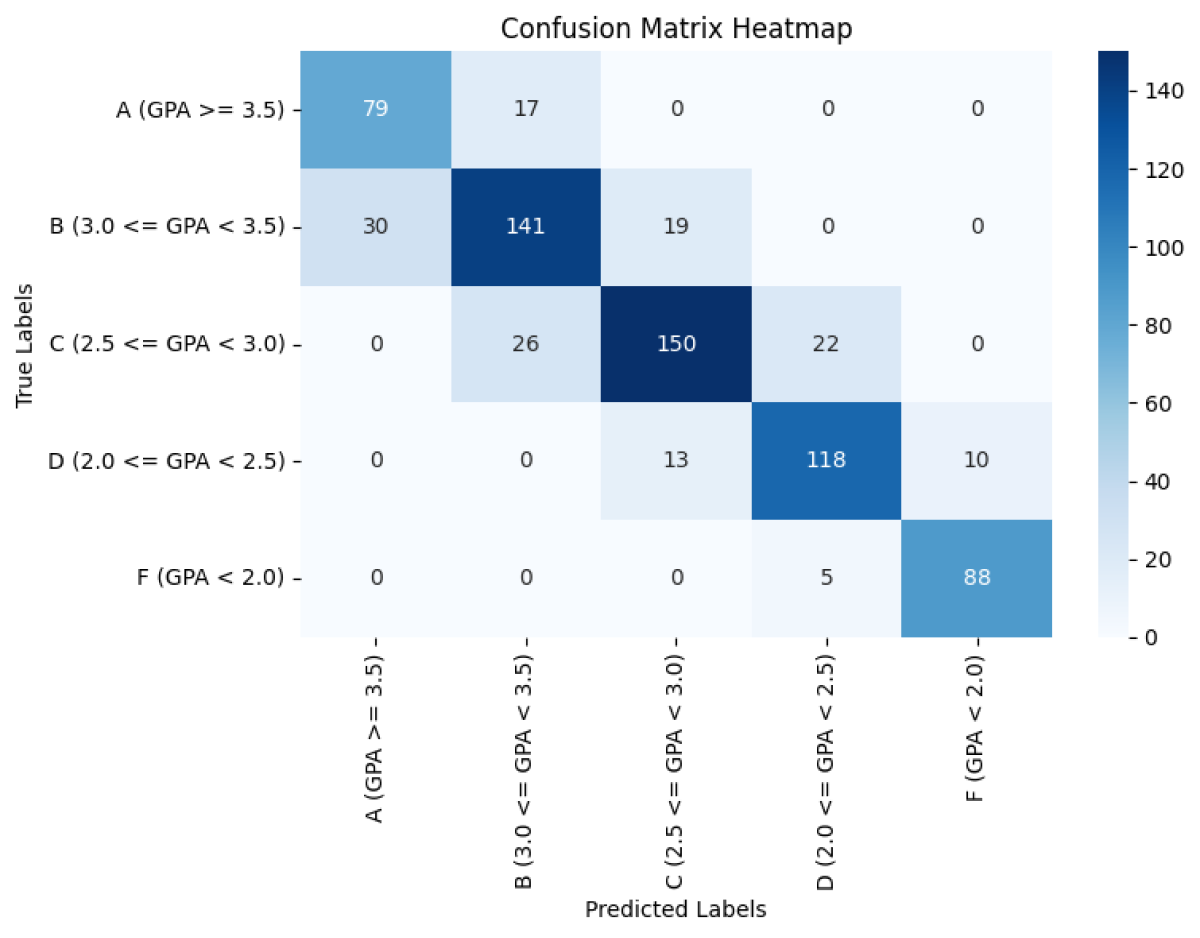 Confusion Matrix Heatmap
True Labels
A (GPA >= 3.5) 79 17 0 0 0
B (3.0 <= GPA < 3.5) 30 141 19 0 0
C (2.5 <= GPA < 3.0) 0 26 150 22 0
D (2.0 <= GPA < 2.5) 0 0 13 118 10
F (GPA < 2.0) 0 0 0 5 88
A (GPA >= 3.5)
B (3.0 <= GPA < 3.5)
C (2.5 <= GPA < 3.0)
D (2.0 <= GPA < 2.5)
F (GPA < 2.0)
Predicted Labels
140
120
100
80
60
40
20
0